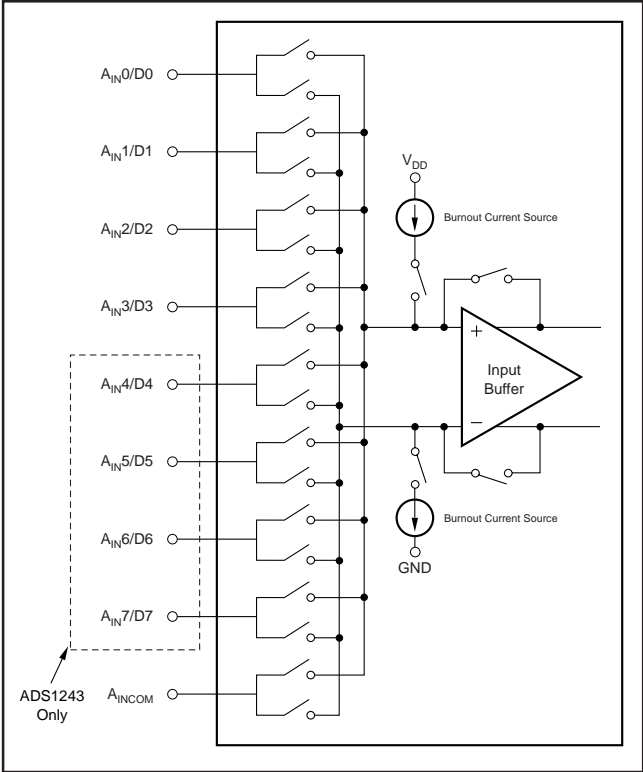 AIN0/D0
AIN1/D1
AIN2/D2
AIN3/D3
AIN4/D4
AIN5/D5
AIN6/D6
AIN7/D7
AINCOM
ADS1243
Only
VDD
Burnout Current Source
+
Input
Buffer
−
Burnout Current Source
GND